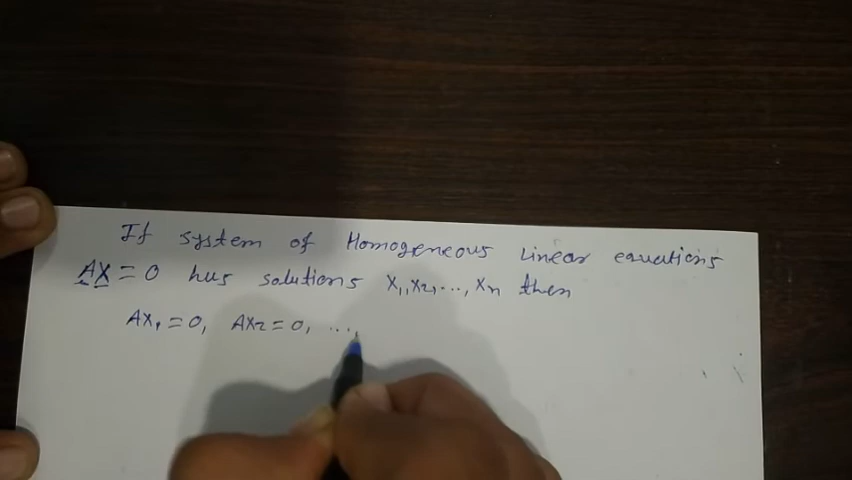 If system of Homogeneous Linear equations
AX = 0 has solutions X₁, X₂, ..., Xn then
AX₁ = 0, AX₂ = 0, ....,